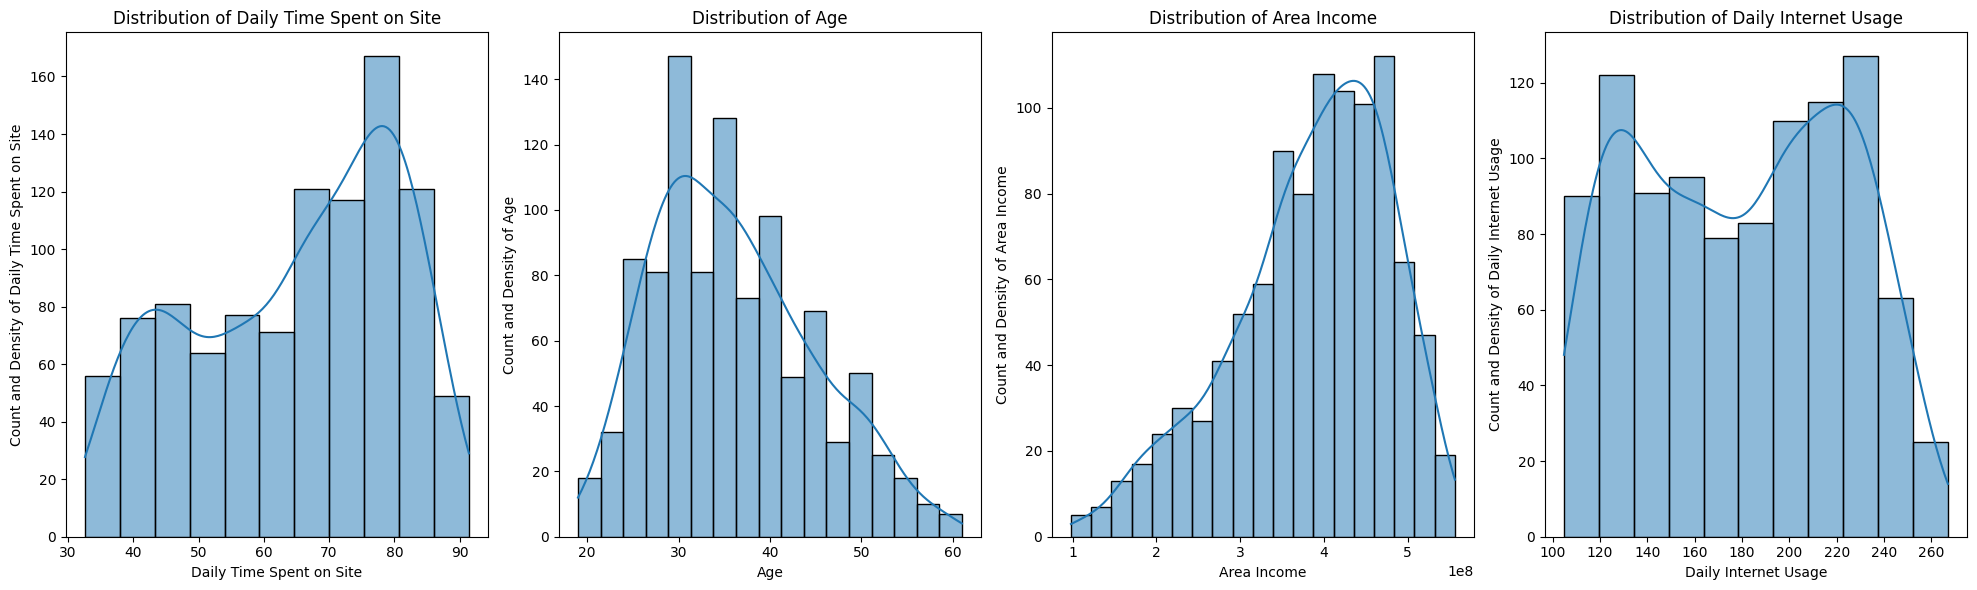 Distribution of Daily Time Spent on Site
Count and Density of Daily Time Spent on Site
160
140
120
100
80
60
40
20
0
30 40 50 60 70 80 90
Daily Time Spent on Site
Distribution of Age
Count and Density of Age
140
120
100
80
60
40
20
0
20 30 40 50 60
Age
Distribution of Area Income
Count and Density of Area Income
100
80
60
40
20
0
1 2 3 4 5
1e8
Area Income
Distribution of Daily Internet Usage
Count and Density of Daily Internet Usage
120
100
80
60
40
20
0
100 120 140 160 180 200 220 240 260
Daily Internet Usage